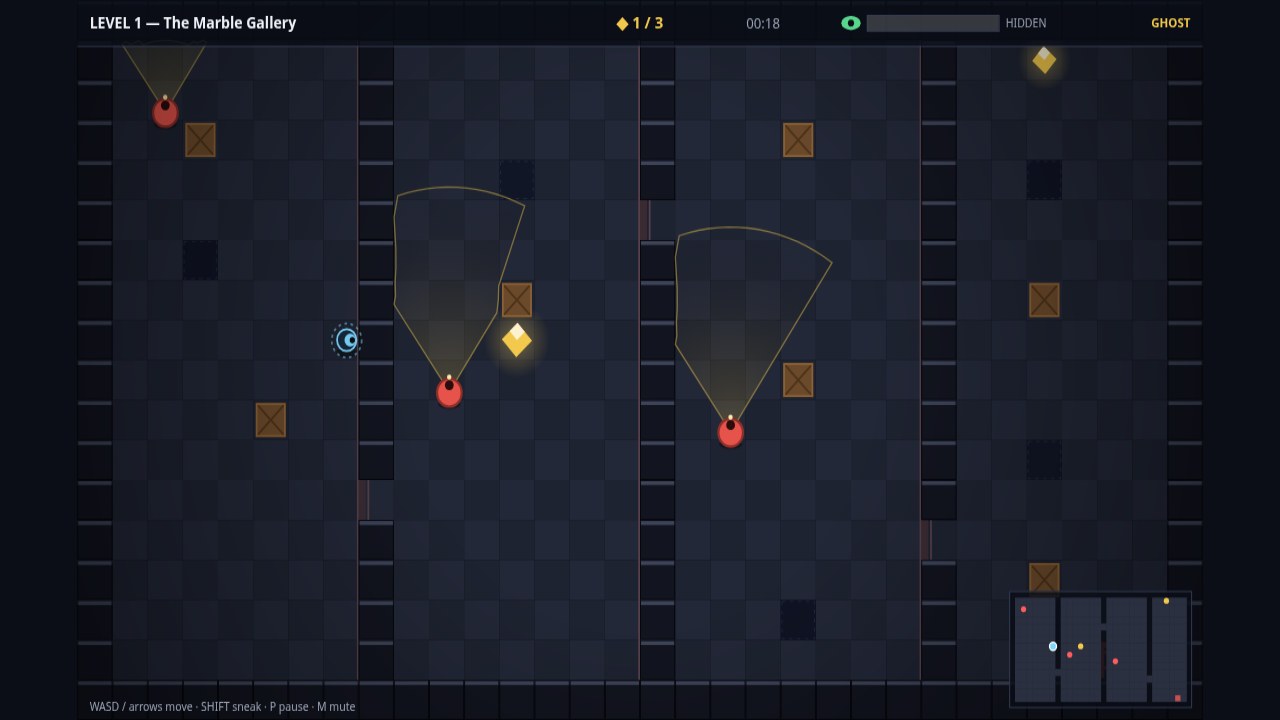 LEVEL 1 — The Marble Gallery
1 / 3
00:18
HIDDEN
GHOST
WASD / arrows move · SHIFT sneak · P pause · M mute